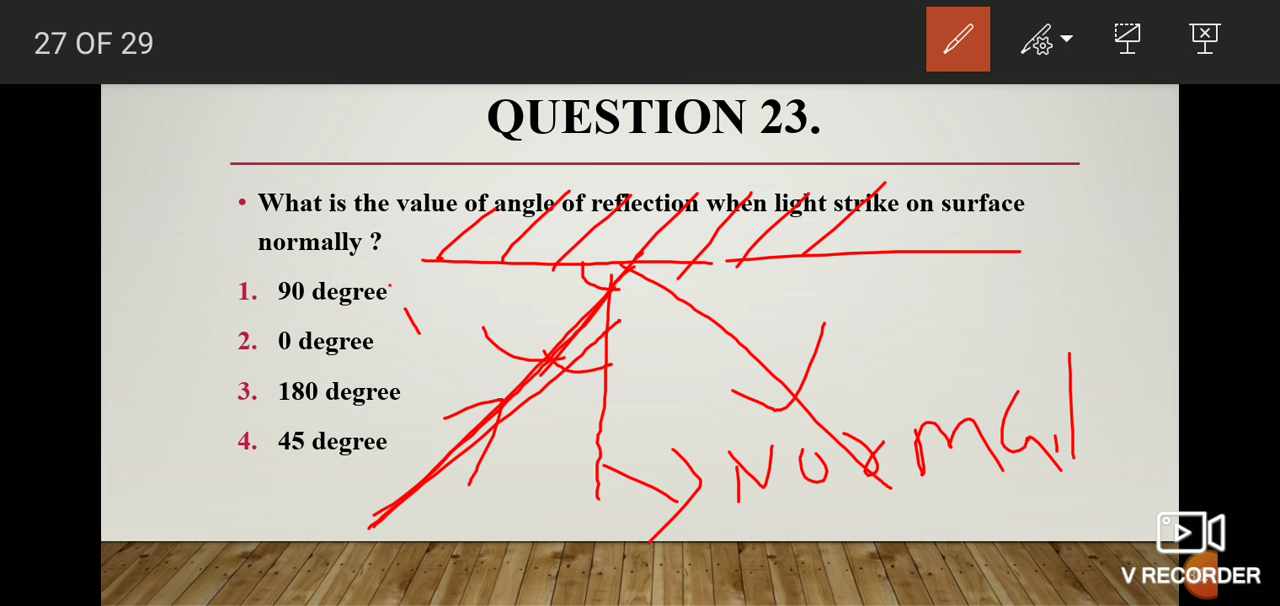 27 OF 29
QUESTION 23.
• What is the value of angle of reflection when light strike on surface
normally ?
1. 90 degree
2. 0 degree
3. 180 degree
4. 45 degree
Normal
V RECORDER